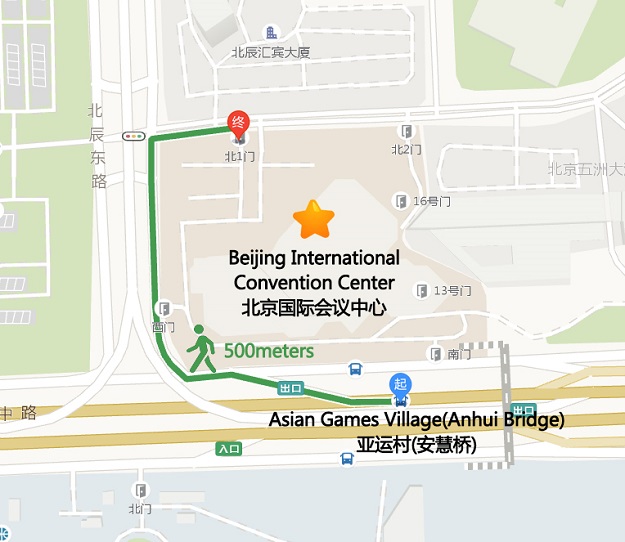 北辰汇宾大厦
北辰东路
终
北1门
北2门
北京五洲大
16号门
Beijing International
Convention Center
北京国际会议中心
13号门
西门
500meters
南门
起
出口
出口
中路
Asian Games Village(Anhui Bridge)
亚运村(安慧桥)
入口
北门